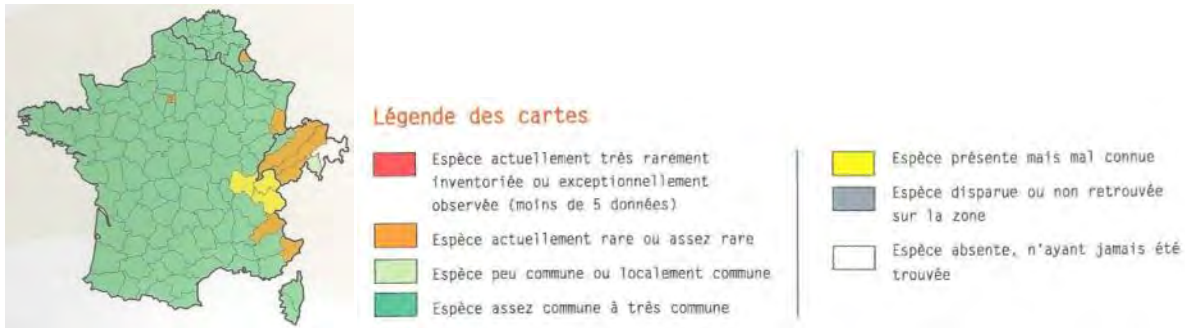 Légende des cartes
Espèce actuellement très rarement
inventoriée ou exceptionnellement
observée (moins de 5 données)
Espèce actuellement rare ou assez rare
Espèce peu commune ou localement commune
Espèce assez commune à très commune
Espèce présente mais mal connue
Espèce disparue ou non retrouvée
sur la zone
Espèce absente, n'ayant jamais été
trouvée